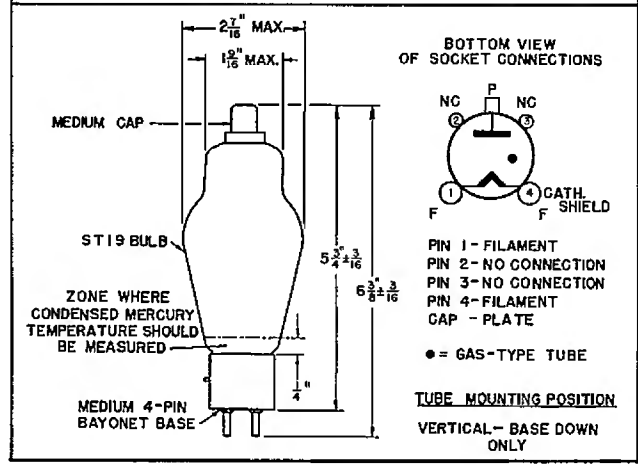 2 7/16" MAX.
1 9/16" MAX.
MEDIUM CAP
ST19 BULB
5 3/4" ± 3/16
6 3/8" ± 3/16
ZONE WHERE
CONDENSED MERCURY
TEMPERATURE SHOULD
BE MEASURED
1/4"
MEDIUM 4-PIN
BAYONET BASE
BOTTOM VIEW
OF SOCKET CONNECTIONS
P
NC NC
2 3
1 4 CATH.
SHIELD
F F
PIN 1 - FILAMENT
PIN 2 - NO CONNECTION
PIN 3 - NO CONNECTION
PIN 4 - FILAMENT
CAP - PLATE
● = GAS-TYPE TUBE
TUBE MOUNTING POSITION
VERTICAL - BASE DOWN
ONLY